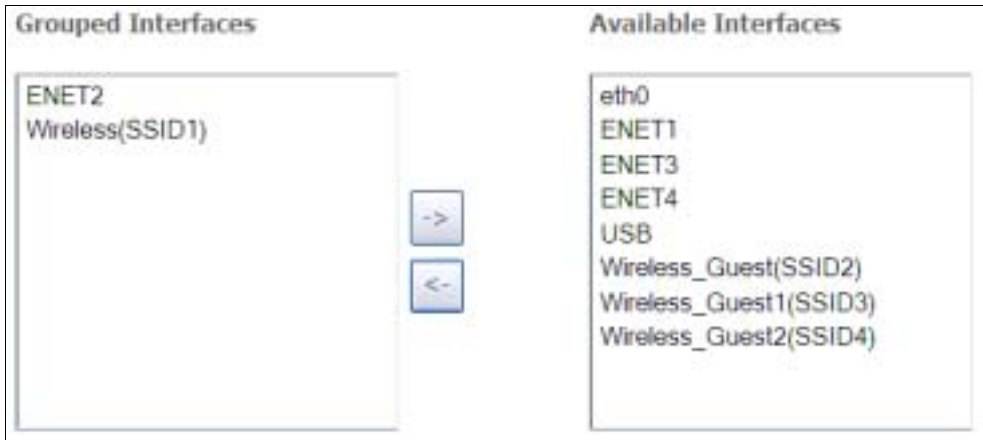 Grouped Interfaces
ENET2
Wireless(SSID1)
->
<-
Available Interfaces
eth0
ENET1
ENET3
ENET4
USB
Wireless_Guest(SSID2)
Wireless_Guest1(SSID3)
Wireless_Guest2(SSID4)